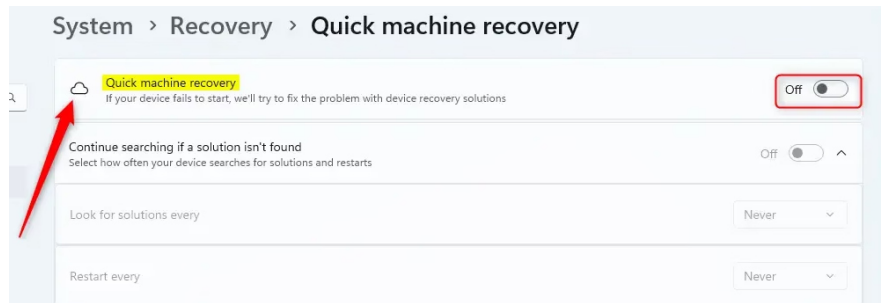 System > Recovery > Quick machine recovery
Quick machine recovery
If your device fails to start, we'll try to fix the problem with device recovery solutions
Off
Continue searching if a solution isn't found
Select how often your device searches for solutions and restarts
Off
Look for solutions every
Never
Restart every
Never